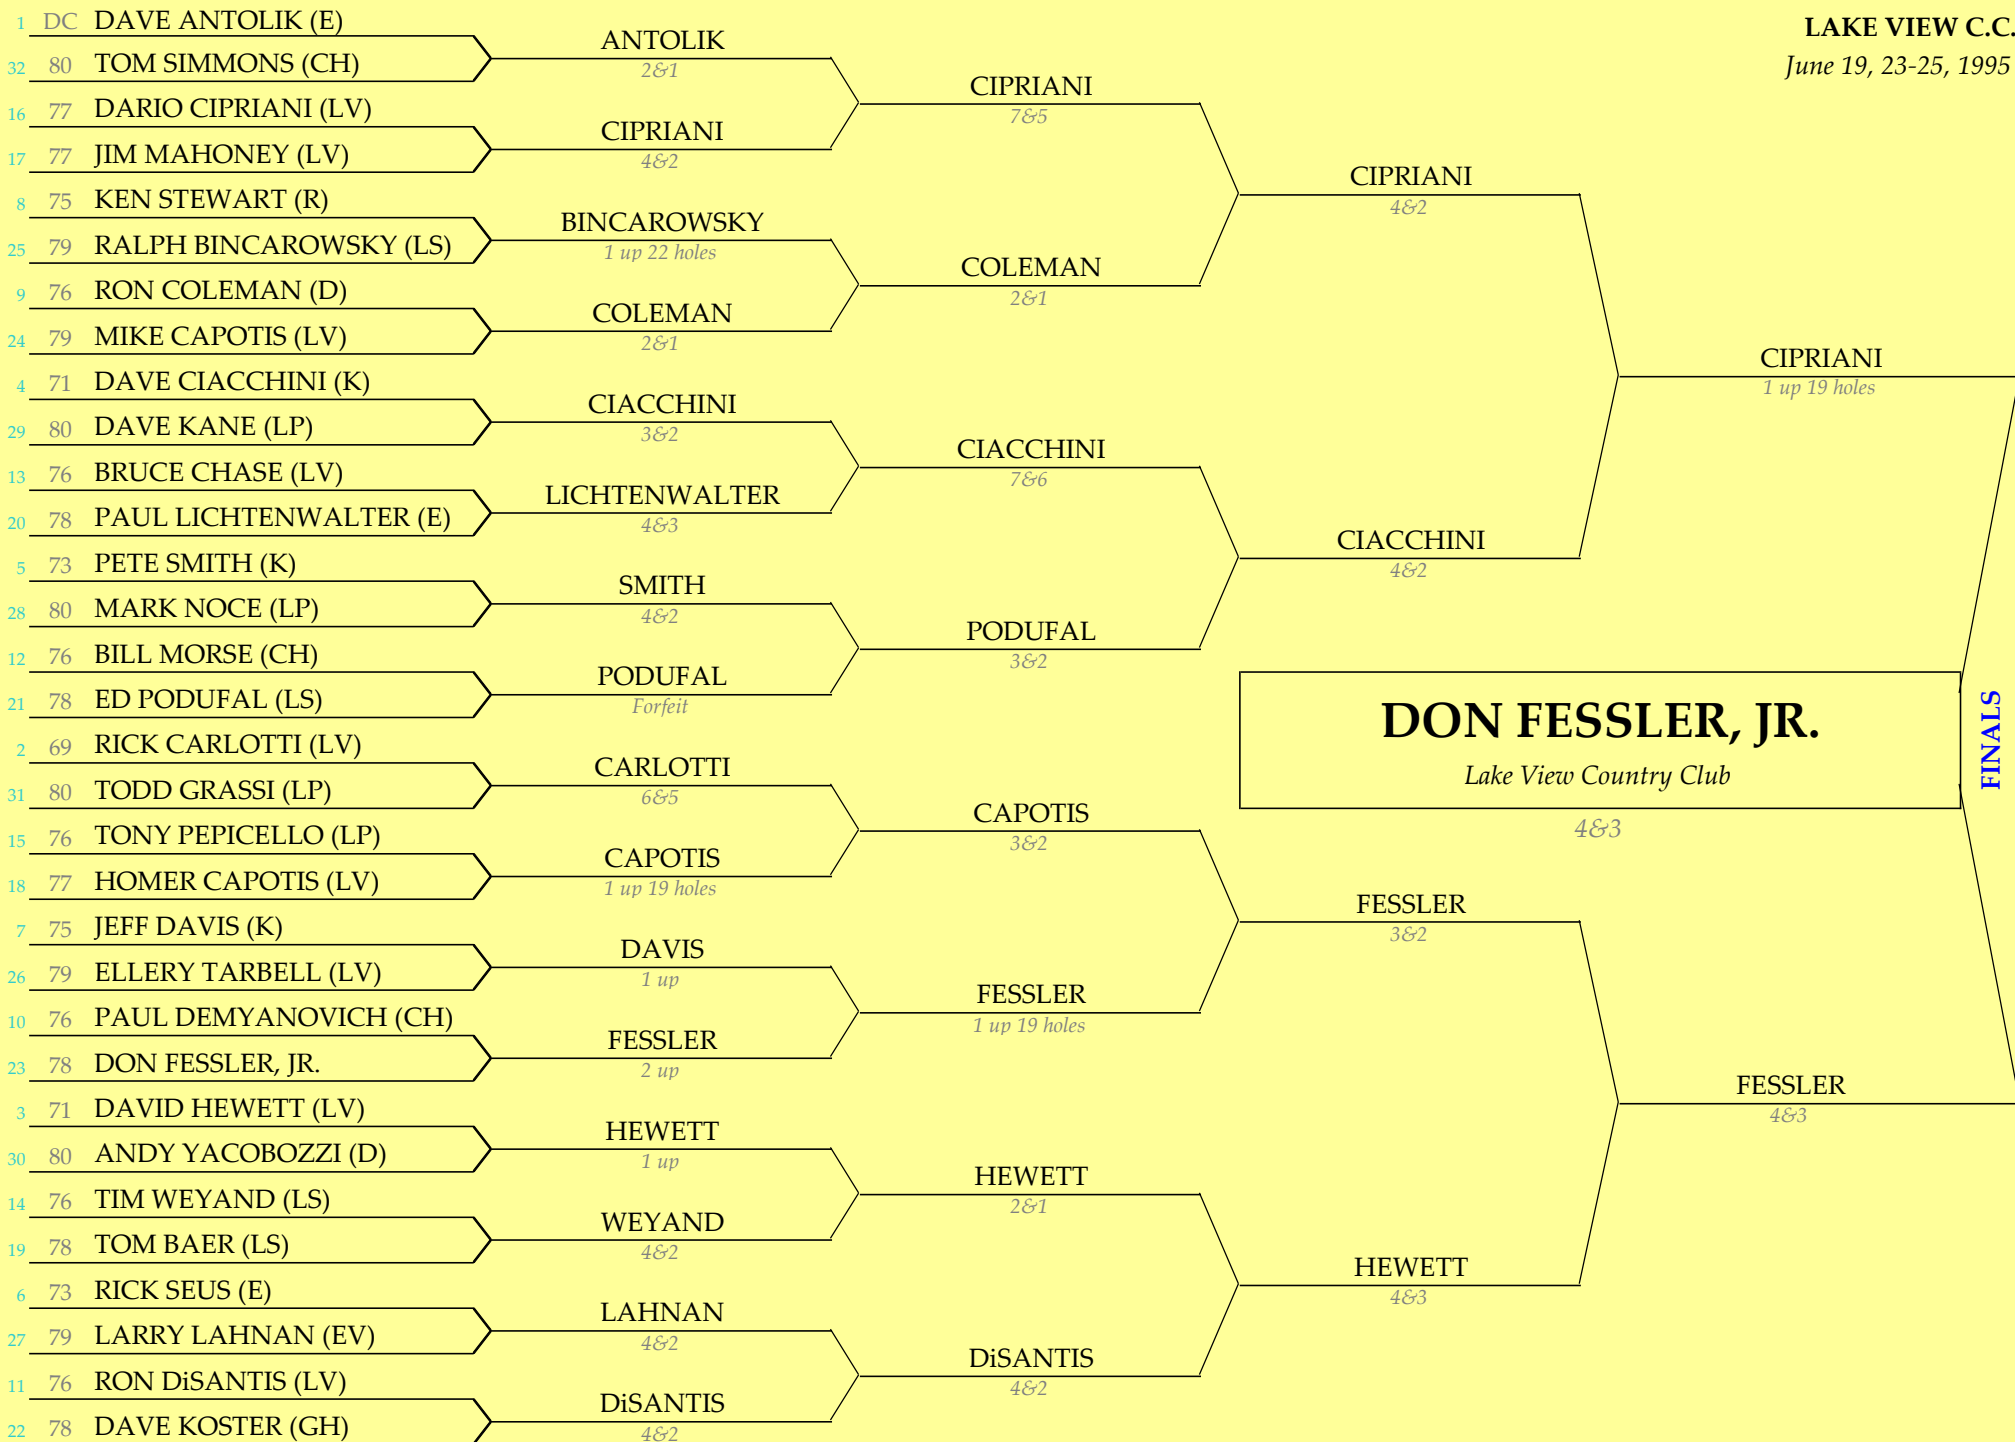 LAKE VIEW C.C.
June 19, 23-25, 1995
1 DC DAVE ANTOLIK (E)
32 80 TOM SIMMONS (CH)
16 77 DARIO CIPRIANI (LV)
17 77 JIM MAHONEY (LV)
8 75 KEN STEWART (R)
25 79 RALPH BINCAROWSKY (LS)
9 76 RON COLEMAN (D)
24 79 MIKE CAPOTIS (LV)
4 71 DAVE CIACCHINI (K)
29 80 DAVE KANE (LP)
13 76 BRUCE CHASE (LV)
20 78 PAUL LICHTENWALTER (E)
5 73 PETE SMITH (K)
28 80 MARK NOCE (LP)
12 76 BILL MORSE (CH)
21 78 ED PODUFAL (LS)
2 69 RICK CARLOTTI (LV)
31 80 TODD GRASSI (LP)
15 76 TONY PEPICELLO (LP)
18 77 HOMER CAPOTIS (LV)
7 75 JEFF DAVIS (K)
26 79 ELLERY TARBELL (LV)
10 76 PAUL DEMYANOVICH (CH)
23 78 DON FESSLER, JR.
3 71 DAVID HEWETT (LV)
30 80 ANDY YACOBOZZI (D)
14 76 TIM WEYAND (LS)
19 78 TOM BAER (LS)
6 73 RICK SEUS (E)
27 79 LARRY LAHNAN (EV)
11 76 RON DiSANTIS (LV)
22 78 DAVE KOSTER (GH)
ANTOLIK
2&1
CIPRIANI
4&2
BINCAROWSKY
1 up 22 holes
COLEMAN
2&1
CIACCHINI
3&2
LICHTENWALTER
4&3
SMITH
4&2
PODUFAL
Forfeit
CARLOTTI
6&5
CAPOTIS
1 up 19 holes
DAVIS
1 up
FESSLER
2 up
HEWETT
1 up
WEYAND
4&2
LAHNAN
4&2
DiSANTIS
4&2
CIPRIANI
7&5
COLEMAN
2&1
CIACCHINI
7&6
PODUFAL
3&2
CAPOTIS
3&2
FESSLER
1 up 19 holes
HEWETT
2&1
DiSANTIS
4&2
CIPRIANI
4&2
CIACCHINI
4&2
FESSLER
3&2
HEWETT
4&3
CIPRIANI
1 up 19 holes
FESSLER
4&3
FINALS
DON FESSLER, JR.
Lake View Country Club
4&3